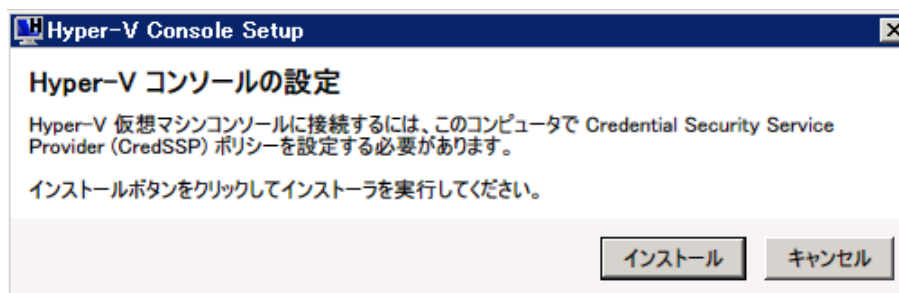 Hyper-V Console Setup
Hyper-V コンソールの設定
Hyper-V 仮想マシンコンソールに接続するには、このコンピュータで Credential Security Service
Provider (CredSSP) ポリシーを設定する必要があります。
インストールボタンをクリックしてインストーラを実行してください。
インストール キャンセル